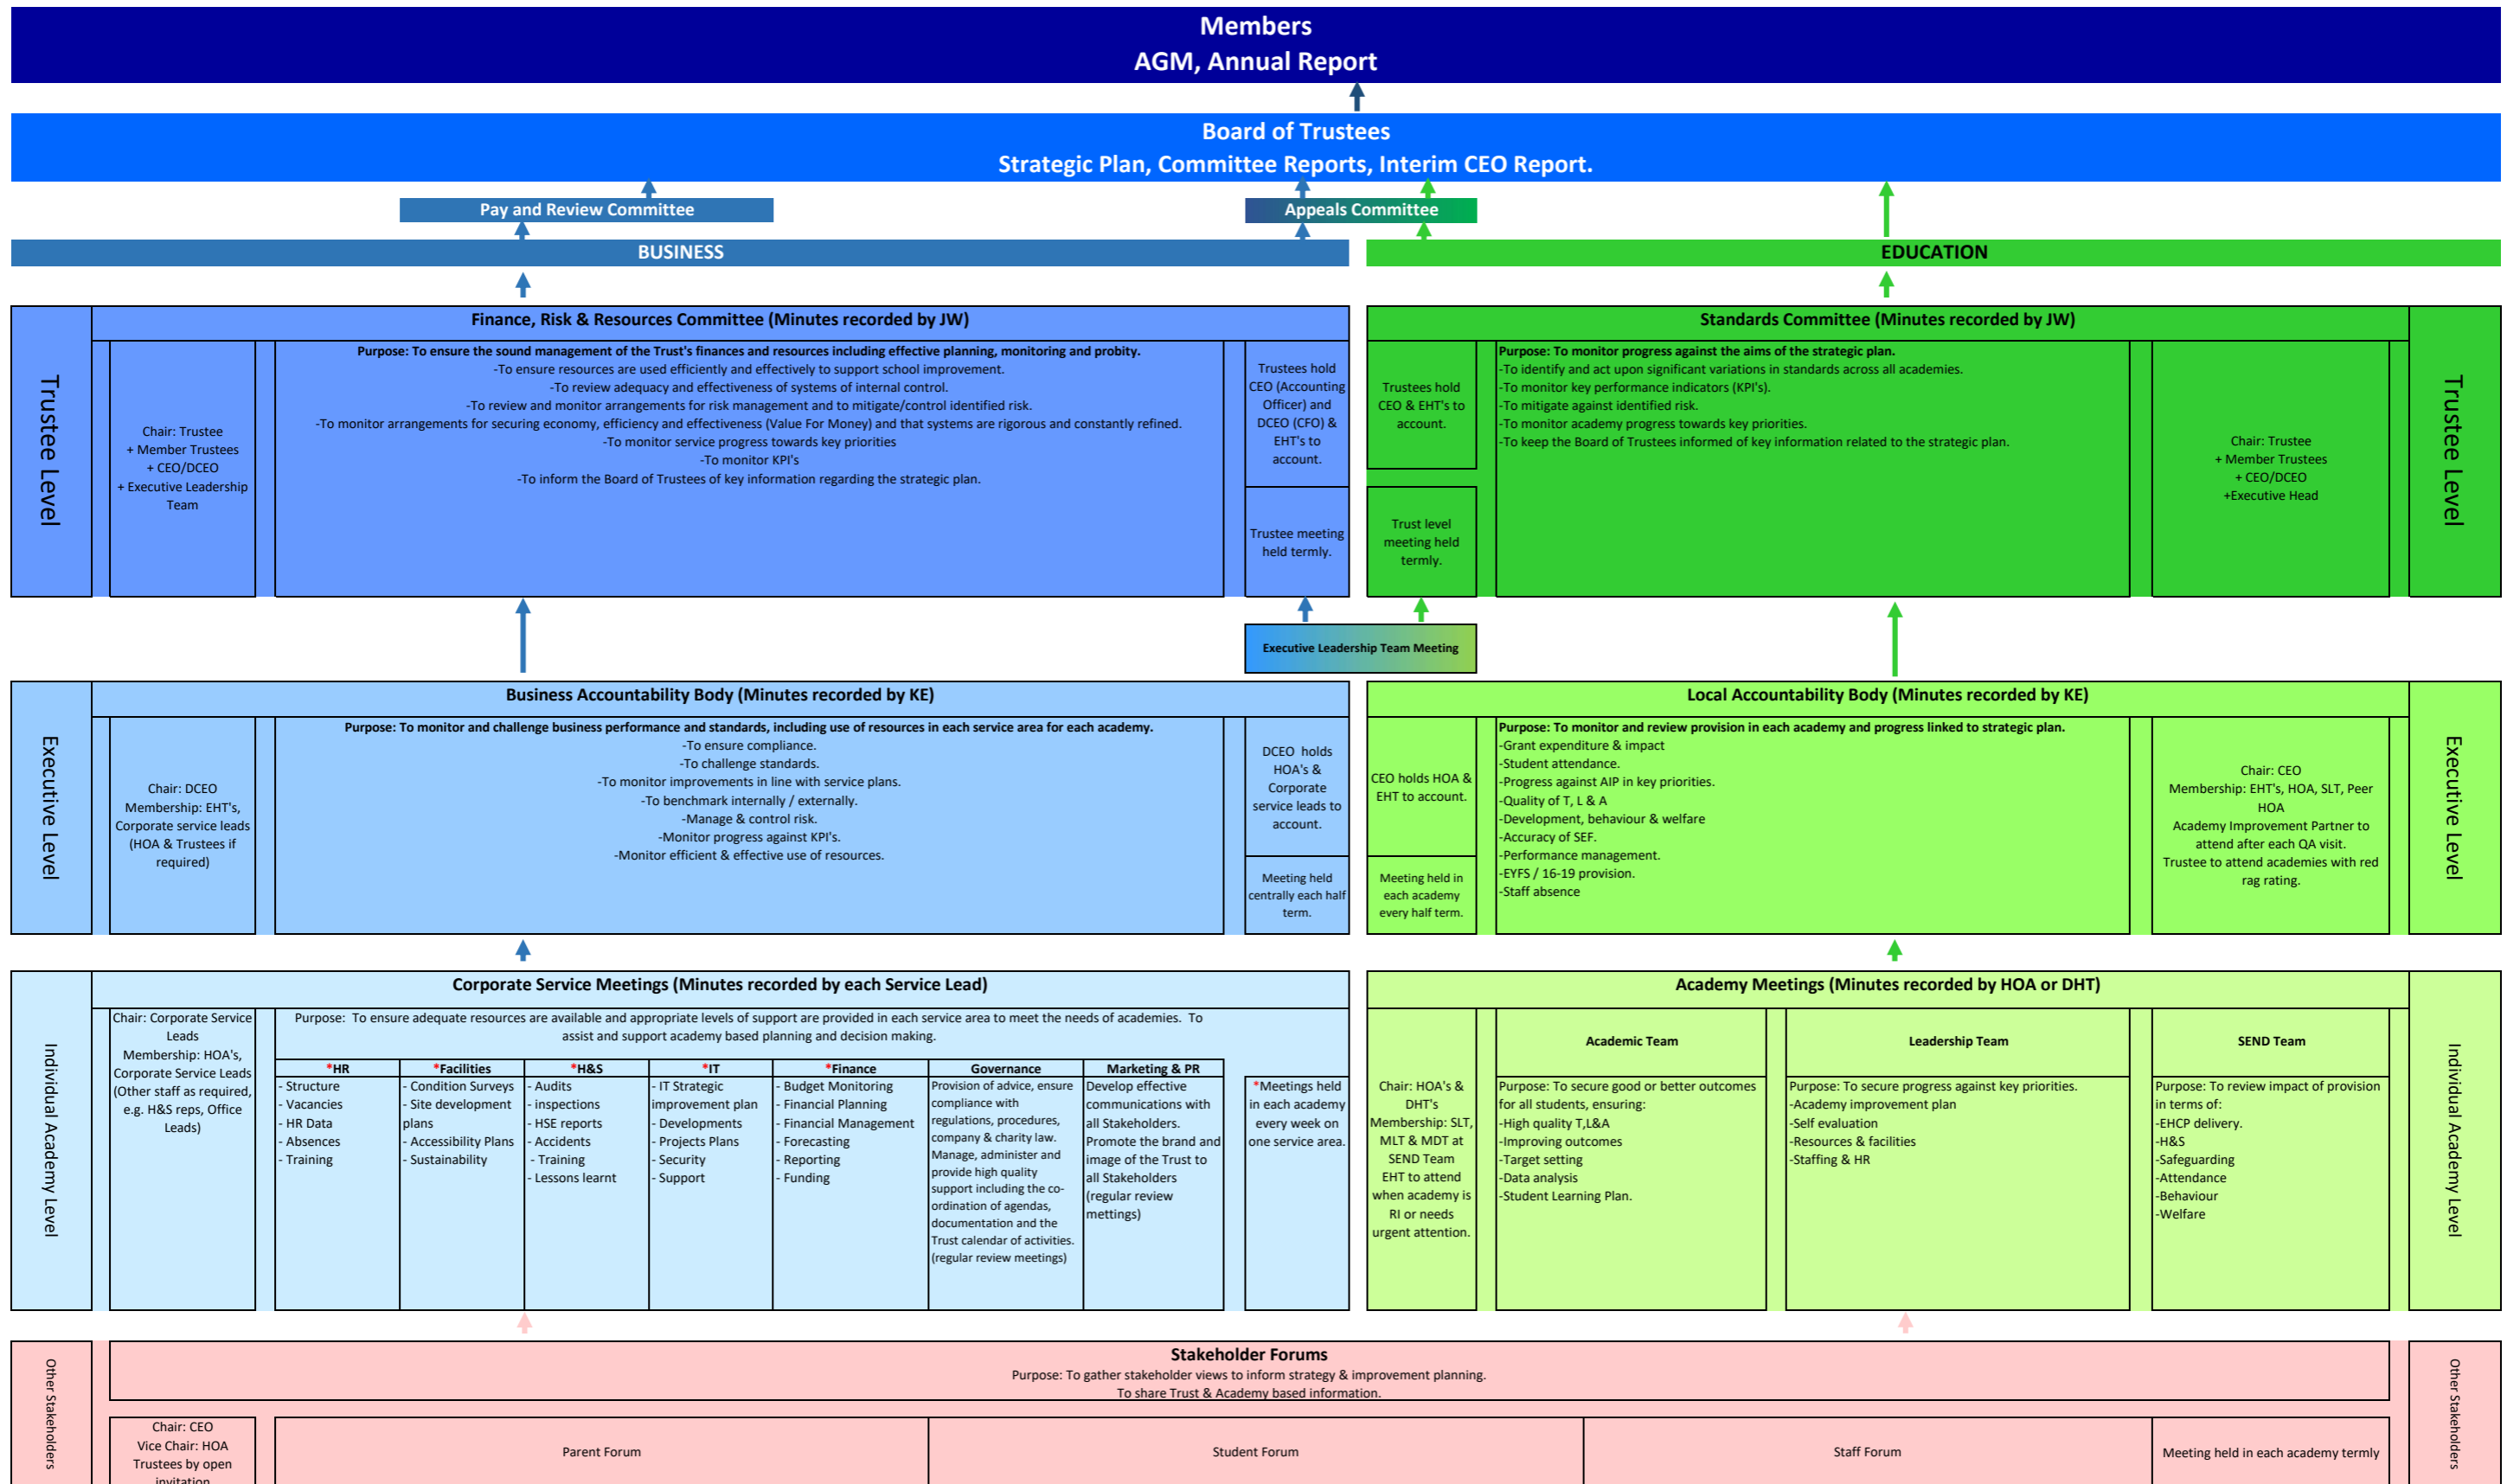 Members
AGM, Annual Report
Board of Trustees
Strategic Plan, Committee Reports, Interim CEO Report.
Pay and Review Committee
Appeals Committee
BUSINESS
EDUCATION
Trustee Level
Finance, Risk & Resources Committee (Minutes recorded by JW)
Chair: Trustee
+ Member Trustees
+ CEO/DCEO
+ Executive Leadership
Team
Purpose: To ensure the sound management of the Trust's finances and resources including effective planning, monitoring and probity.
-To ensure resources are used efficiently and effectively to support school improvement.
-To review adequacy and effectiveness of systems of internal control.
-To review and monitor arrangements for risk management and to mitigate/control identified risk.
-To monitor arrangements for securing economy, efficiency and effectiveness (Value For Money) and that systems are rigorous and constantly refined.
-To monitor service progress towards key priorities
-To monitor KPI's
-To inform the Board of Trustees of key information regarding the strategic plan.
Trustees hold
CEO (Accounting
Officer) and
DCEO (CFO) &
EHT's to
account.
Trustee meeting
held termly.
Standards Committee (Minutes recorded by JW)
Trustees hold
CEO & EHT's to
account.
Trust level
meeting held
termly.
Purpose: To monitor progress against the aims of the strategic plan.
-To identify and act upon significant variations in standards across all academies.
-To monitor key performance indicators (KPI's).
-To mitigate against identified risk.
-To monitor academy progress towards key priorities.
-To keep the Board of Trustees informed of key information related to the strategic plan.
Chair: Trustee
+ Member Trustees
+ CEO/DCEO
+Executive Head
Trustee Level
Executive Leadership Team Meeting
Executive Level
Business Accountability Body (Minutes recorded by KE)
Chair: DCEO
Membership: EHT's,
Corporate service leads
(HOA & Trustees if
required)
Purpose: To monitor and challenge business performance and standards, including use of resources in each service area for each academy.
-To ensure compliance.
-To challenge standards.
-To monitor improvements in line with service plans.
-To benchmark internally / externally.
-Manage & control risk.
-Monitor progress against KPI's.
-Monitor efficient & effective use of resources.
DCEO holds
HOA's &
Corporate
service leads to
account.
Meeting held
centrally each half
term.
Local Accountability Body (Minutes recorded by KE)
CEO holds HOA &
EHT to account.
Meeting held in
each academy
every half term.
Purpose: To monitor and review provision in each academy and progress linked to strategic plan.
-Grant expenditure & impact
-Student attendance.
-Progress against AIP in key priorities.
-Quality of T, L & A
-Development, behaviour & welfare
-Accuracy of SEF.
-Performance management.
-EYFS / 16-19 provision.
-Staff absence
Chair: CEO
Membership: EHT's, HOA, SLT, Peer
HOA
Academy Improvement Partner to
attend after each QA visit.
Trustee to attend academies with red
rag rating.
Executive Level
Individual Academy Level
Corporate Service Meetings (Minutes recorded by each Service Lead)
Chair: Corporate Service
Leads
Membership: HOA's,
Corporate Service Leads
(Other staff as required,
e.g. H&S reps, Office
Leads)
Purpose: To ensure adequate resources are available and appropriate levels of support are provided in each service area to meet the needs of academies. To
assist and support academy based planning and decision making.
*HR
- Structure
- Vacancies
- HR Data
- Absences
- Training
*Facilities
- Condition Surveys
- Site development
plans
- Accessibility Plans
- Sustainability
*H&S
- Audits
- inspections
- HSE reports
- Accidents
- Training
- Lessons learnt
*IT
- IT Strategic
improvement plan
- Developments
- Projects Plans
- Security
- Support
*Finance
- Budget Monitoring
- Financial Planning
- Financial Management
- Forecasting
- Reporting
- Funding
Governance
Provision of advice, ensure
compliance with
regulations, procedures,
company & charity law.
Manage, administer and
provide high quality
support including the co-
ordination of agendas,
documentation and the
Trust calendar of activities.
(regular review meetings)
Marketing & PR
Develop effective
communications with
all Stakeholders.
Promote the brand and
image of the Trust to
all Stakeholders
(regular review
mettings)
*Meetings held
in each academy
every week on
one service area.
Academy Meetings (Minutes recorded by HOA or DHT)
Chair: HOA's &
DHT's
Membership: SLT,
MLT & MDT at
SEND Team
EHT to attend
when academy is
RI or needs
urgent attention.
Academic Team
Purpose: To secure good or better outcomes
for all students, ensuring:
-High quality T,L&A
-Improving outcomes
-Target setting
-Data analysis
-Student Learning Plan.
Leadership Team
Purpose: To secure progress against key priorities.
-Academy improvement plan
-Self evaluation
-Resources & facilities
-Staffing & HR
SEND Team
Purpose: To review impact of provision
in terms of:
-EHCP delivery.
-H&S
-Safeguarding
-Attendance
-Behaviour
-Welfare
Individual Academy Level
Other Stakeholders
Stakeholder Forums
Purpose: To gather stakeholder views to inform strategy & improvement planning.
To share Trust & Academy based information.
Chair: CEO
Vice Chair: HOA
Trustees by open
invitation
Parent Forum
Student Forum
Staff Forum
Meeting held in each academy termly
Other Stakeholders